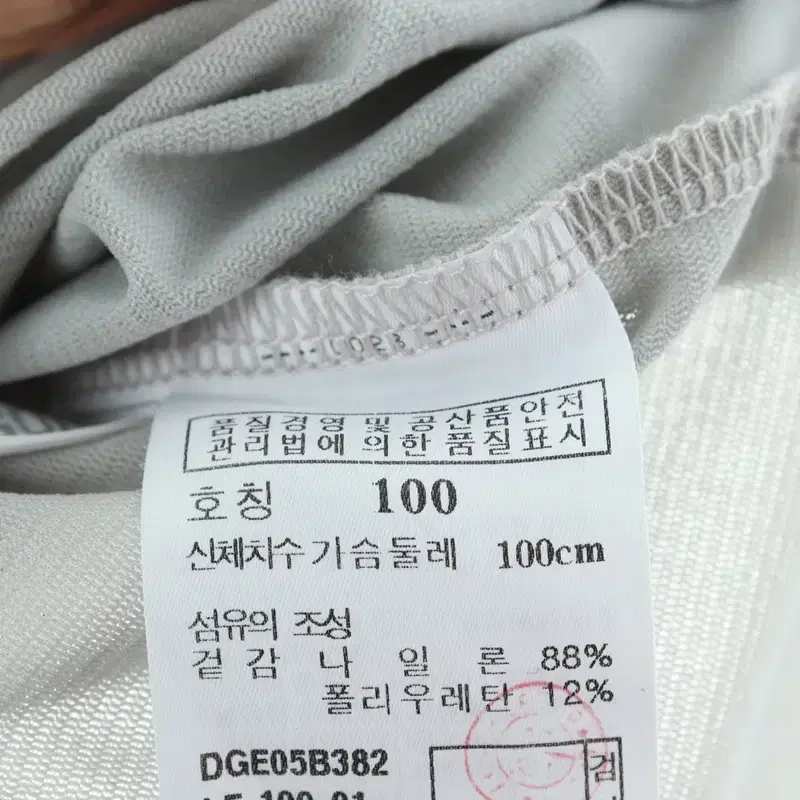 품질경영 및 공산품안전
관리법에 의한 품질표시
호칭 100
신체치수 가슴둘레 100cm
섬유의 조성
겉감 나일론 88%
폴리우레탄 12%
DGE05B382
검